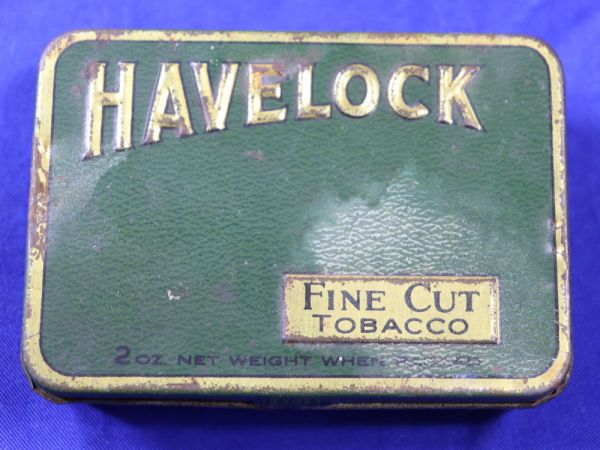 HAVELOCK
FINE CUT
TOBACCO
2 OZ. NET WEIGHT WHEN